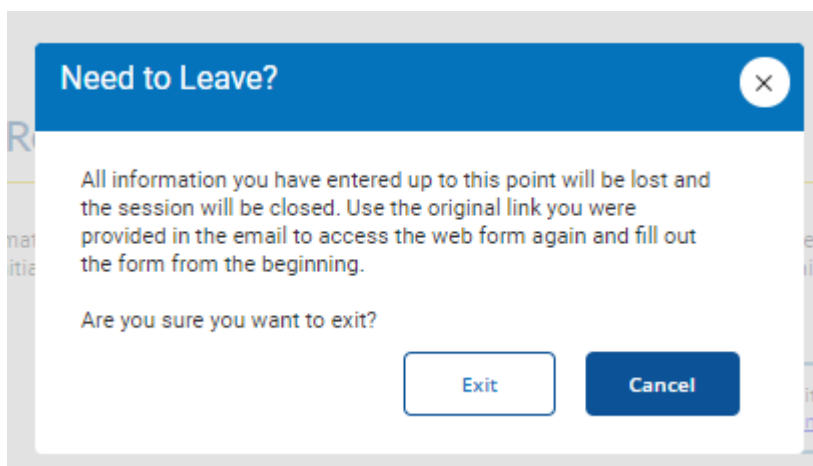 Need to Leave?
All information you have entered up to this point will be lost and
the session will be closed. Use the original link you were
provided in the email to access the web form again and fill out
the form from the beginning.
Are you sure you want to exit?
Exit
Cancel